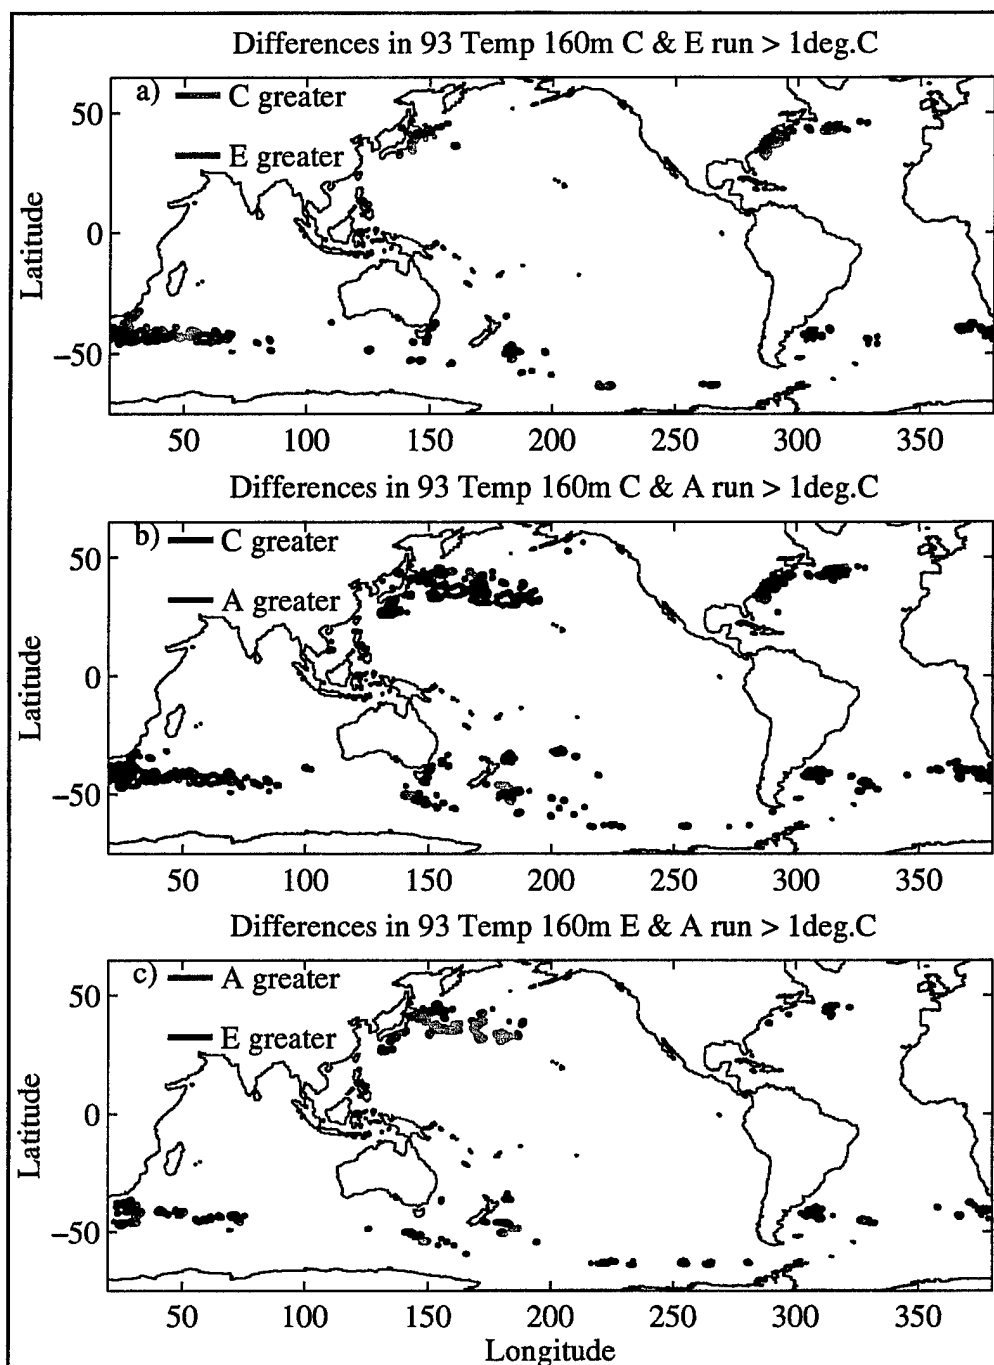 Differences in 93 Temp 160m C & E run > 1deg.C
a) C greater
E greater
Latitude
50
0
−50
50 100 150 200 250 300 350
Differences in 93 Temp 160m C & A run > 1deg.C
b) C greater
A greater
Latitude
50
0
−50
50 100 150 200 250 300 350
Differences in 93 Temp 160m E & A run > 1deg.C
c) A greater
E greater
Latitude
50
0
−50
50 100 150 200 250 300 350
Longitude